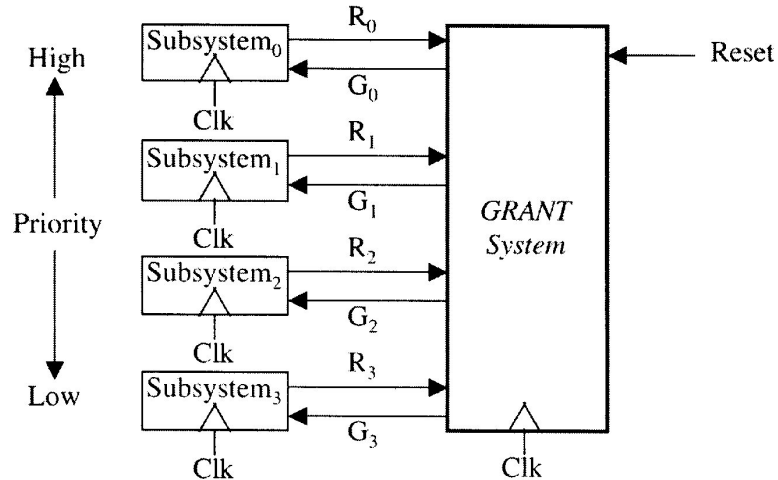 High
Priority
Low
Subsystem₀
Clk
R₀
G₀
Subsystem₁
Clk
R₁
G₁
Subsystem₂
Clk
R₂
G₂
Subsystem₃
Clk
R₃
G₃
GRANT
System
Clk
Reset